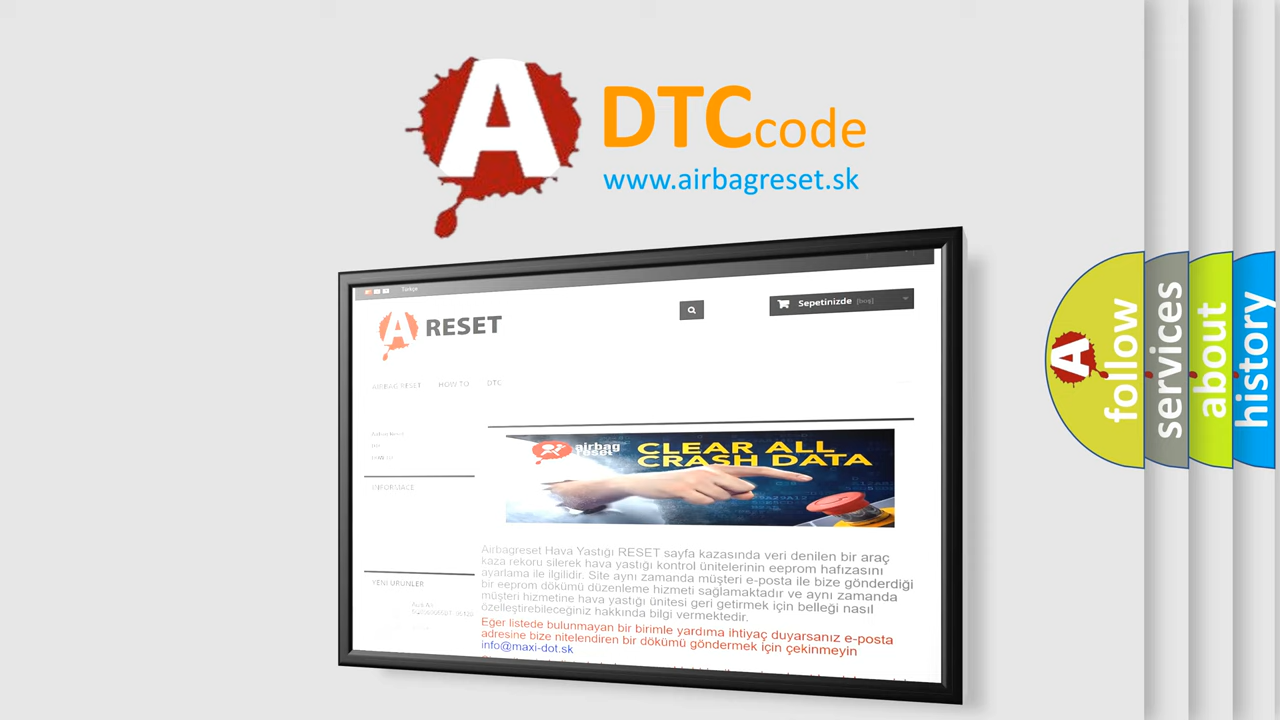 A
DTCcode
www.airbagreset.sk
Türkçe
A RESET
Sepetinizde
AIRBAG RESET HOW TO DTC
HOW TO
INFORMACE
airbag reset
CLEAR ALL
CRASH DATA
Airbagreset Hava Yastığı RESET sayfa kazasında veri denilen bir araç
kaza rekoru silerek hava yastığı kontrol ünitelerinin eeprom hafızasını
ayarlama ile ilgilidir. Site aynı zamanda müşteri e-posta ile bize gönderdiği
bir eeprom dökümü düzenleme hizmeti sağlamaktadır ve aynı zamanda
müşteri hizmetine hava yastığı ünitesi geri getirmek için belleği nasıl
özelleştirebileceğiniz hakkında bilgi vermektedir.
Eger listede bulunmayan bir birimle yardıma ihtiyaç duyarsanız e-posta
adresine bize nitelendiren bir dökümü göndermek için çekinmeyin
info@maxi-dot.sk
YENI ÜRÜNLER
A follow
services
about
history